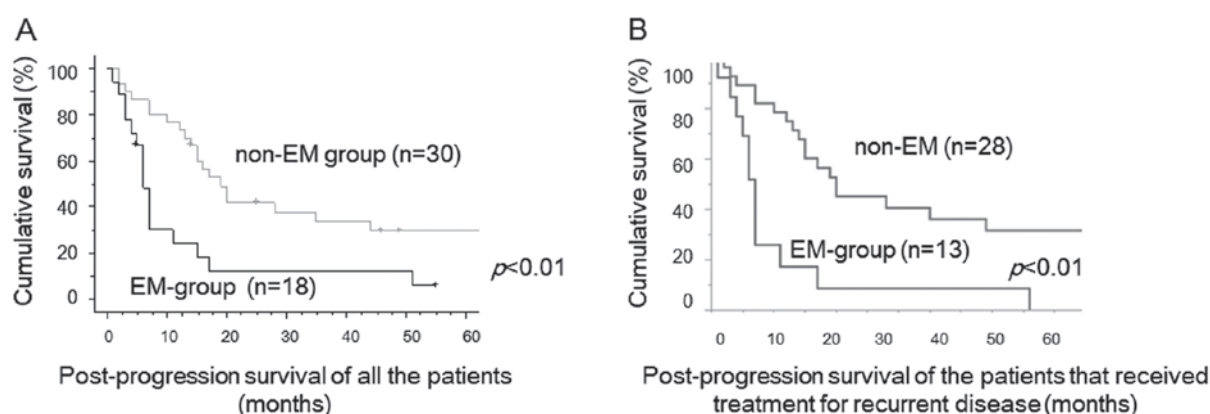 A
Cumulative survival (%)
100
80
60
40
20
0
non-EM group (n=30)
EM-group (n=18)
p<0.01
0 10 20 30 40 50 60
Post-progression survival of all the patients
(months)
B
Cumulative survival (%)
100
80
60
40
20
0
non-EM (n=28)
EM-group (n=13)
p<0.01
0 10 20 30 40 50 60
Post-progression survival of the patients that received
treatment for recurrent disease (months)